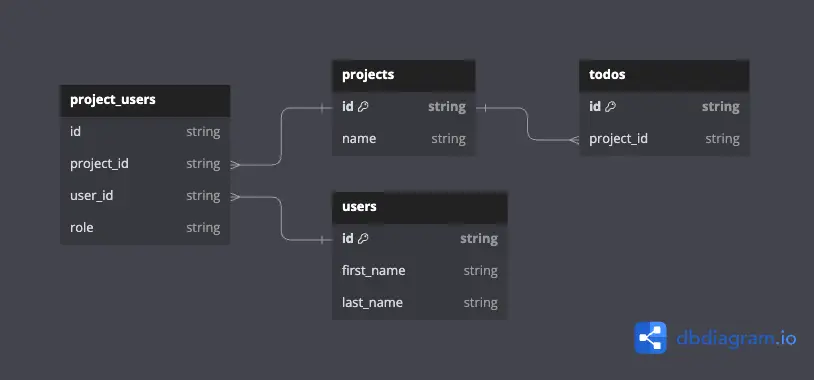 project_users
id string
project_id string
user_id string
role string
projects
id string
name string
users
id string
first_name string
last_name string
todos
id string
project_id string
dbdiagram.io